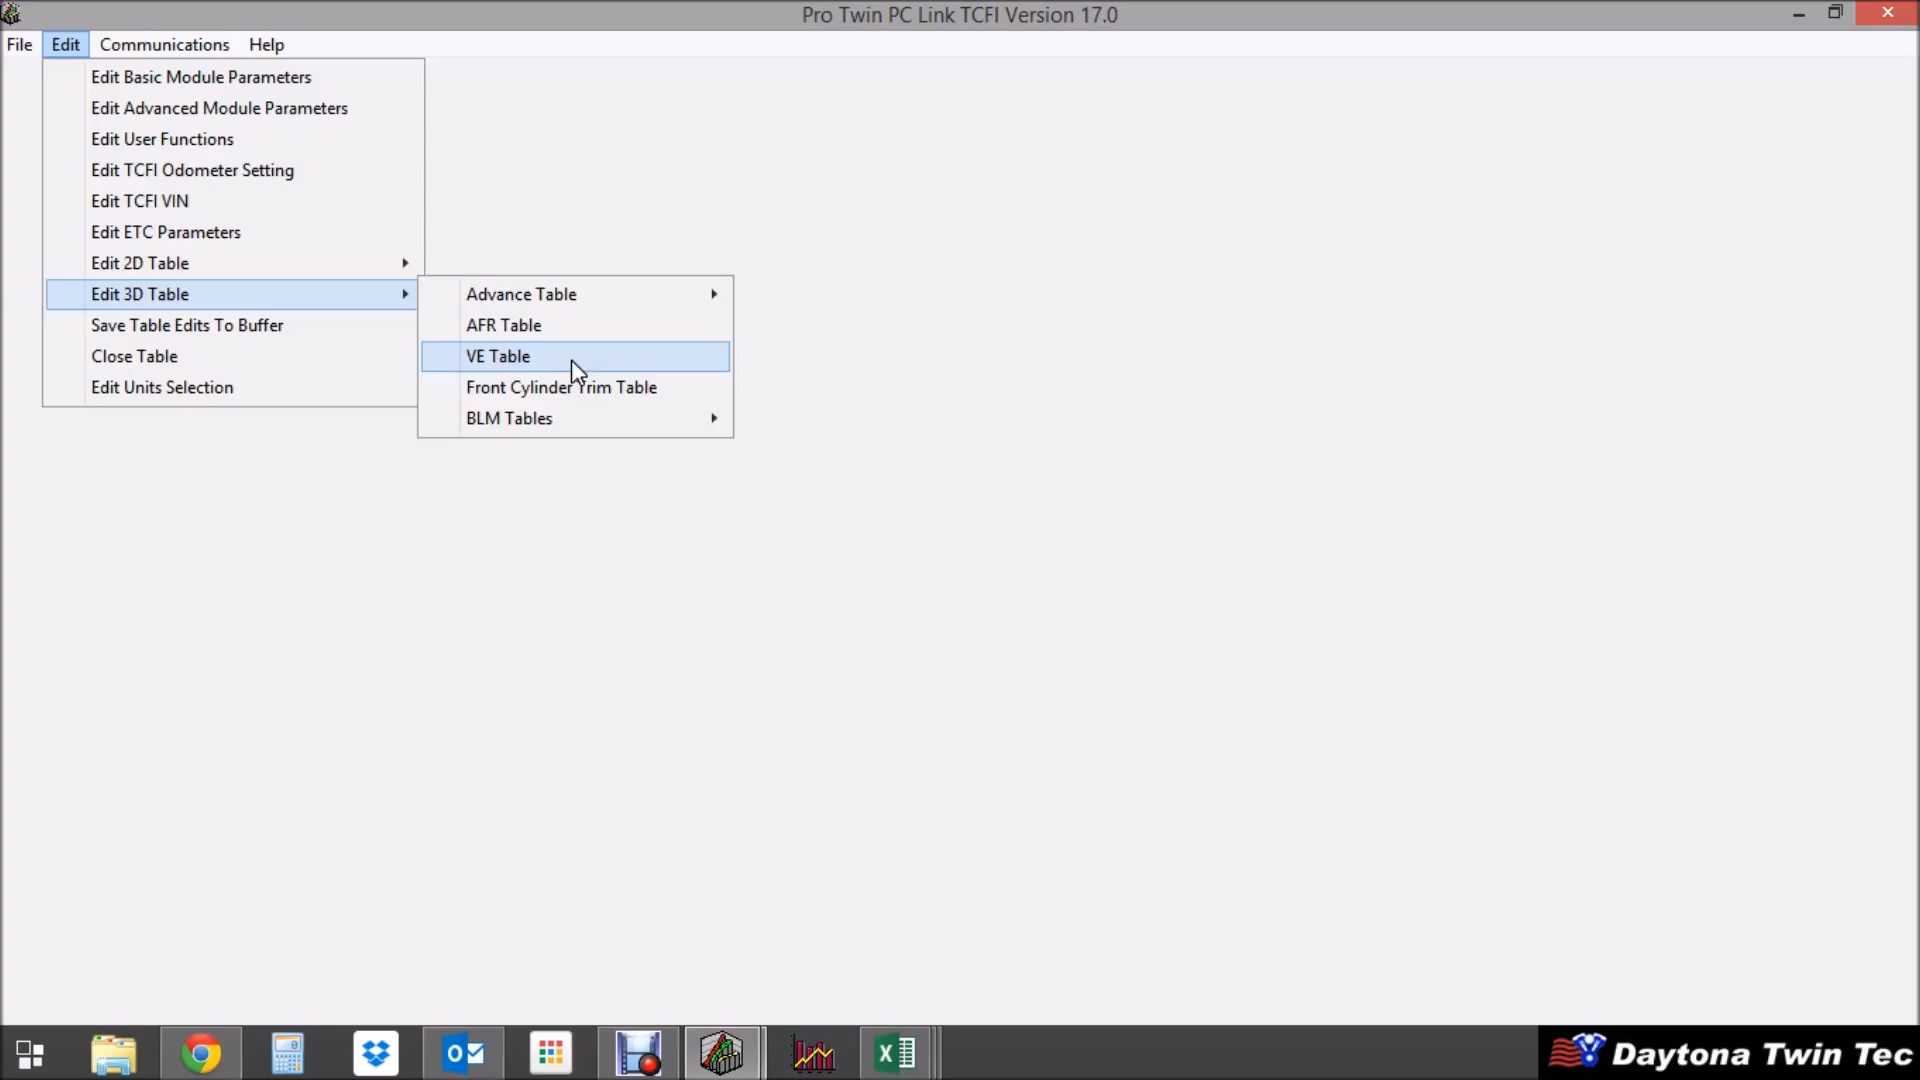 Pro Twin PC Link TCFI Version 17.0
File Edit Communications Help
Edit Basic Module Parameters
Edit Advanced Module Parameters
Edit User Functions
Edit TCFI Odometer Setting
Edit TCFI VIN
Edit ETC Parameters
Edit 2D Table
Edit 3D Table
Save Table Edits To Buffer
Close Table
Edit Units Selection
Advance Table
AFR Table
VE Table
Front Cylinder Trim Table
BLM Tables
Daytona Twin Tec